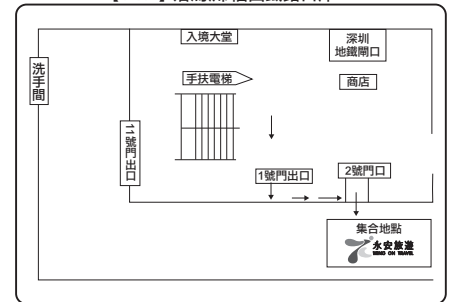 入境大堂
深圳
地鐵閘口
洗手間
手扶電梯
商店
11號門出口
1號門出口
2號門口
集合地點
永安旅遊
WING ON TRAVEL